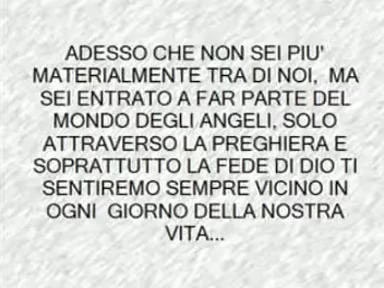 ADESSO CHE NON SEI PIU'
MATERIALMENTE TRA DI NOI, MA
SEI ENTRATO A FAR PARTE DEL
MONDO DEGLI ANGELI, SOLO
ATTRAVERSO LA PREGHIERA E
SOPRATTUTTO LA FEDE DI DIO TI
SENTIREMO SEMPRE VICINO IN
OGNI GIORNO DELLA NOSTRA
VITA...